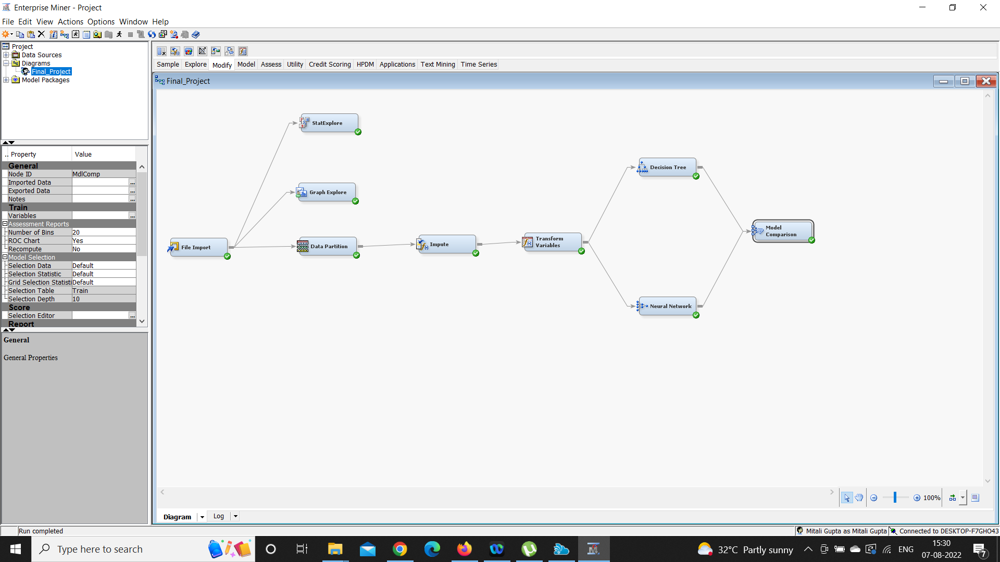 Enterprise Miner - Project
File Edit View Actions Options Window Help
Project
Data Sources
Diagrams
Final_Project
Model Packages
Sample Explore Modify Model Assess Utility Credit Scoring HPDM Applications Text Mining Time Series
Final_Project
.. Property Value
General
Node ID MdlComp
Imported Data ...
Exported Data ...
Notes ...
Train
Variables ...
Assessment Reports
Number of Bins 20
ROC Chart Yes
Recompute No
Model Selection
Selection Data Default
Selection Statistic Default
Grid Selection Statisti Default
Selection Table Train
Selection Depth 10
Score
Selection Editor ...
Report
General
General Properties
StatExplore
Graph Explore
File Import
Data Partition
Impute
Transform
Variables
Decision Tree
Neural Network
Model
Comparison
100%
Diagram Log
Run completed
Mitali Gupta as Mitali Gupta Connected to DESKTOP-F7GHO43
Type here to search
32°C Partly sunny
ENG
15:30
07-08-2022
7